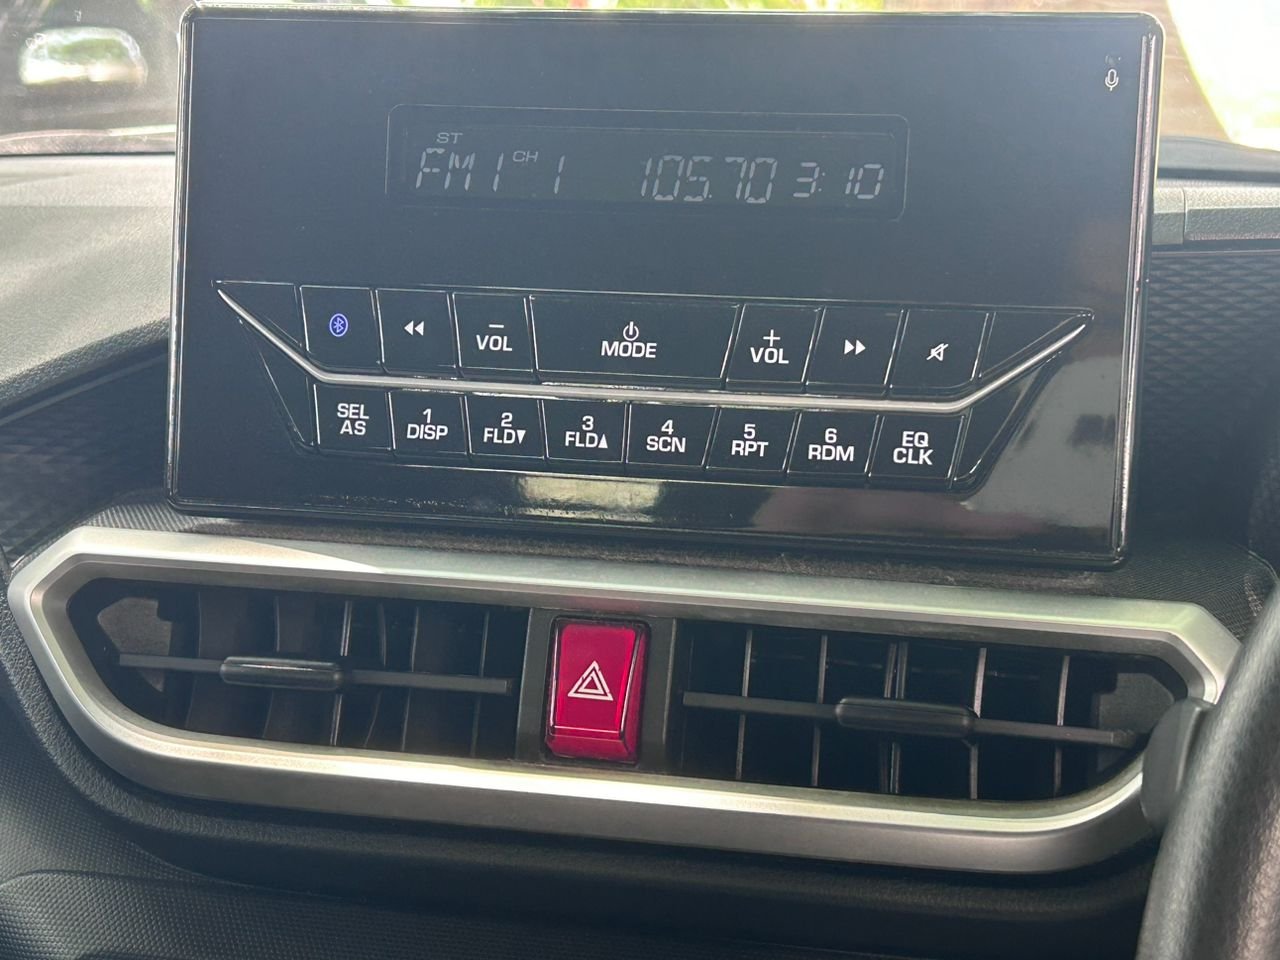 ST
FM1 CH 1 105.70 3:10
− VOL
MODE
+ VOL
SEL AS
1 DISP
2 FLD▼
3 FLD▲
4 SCN
5 RPT
6 RDM
EQ CLK